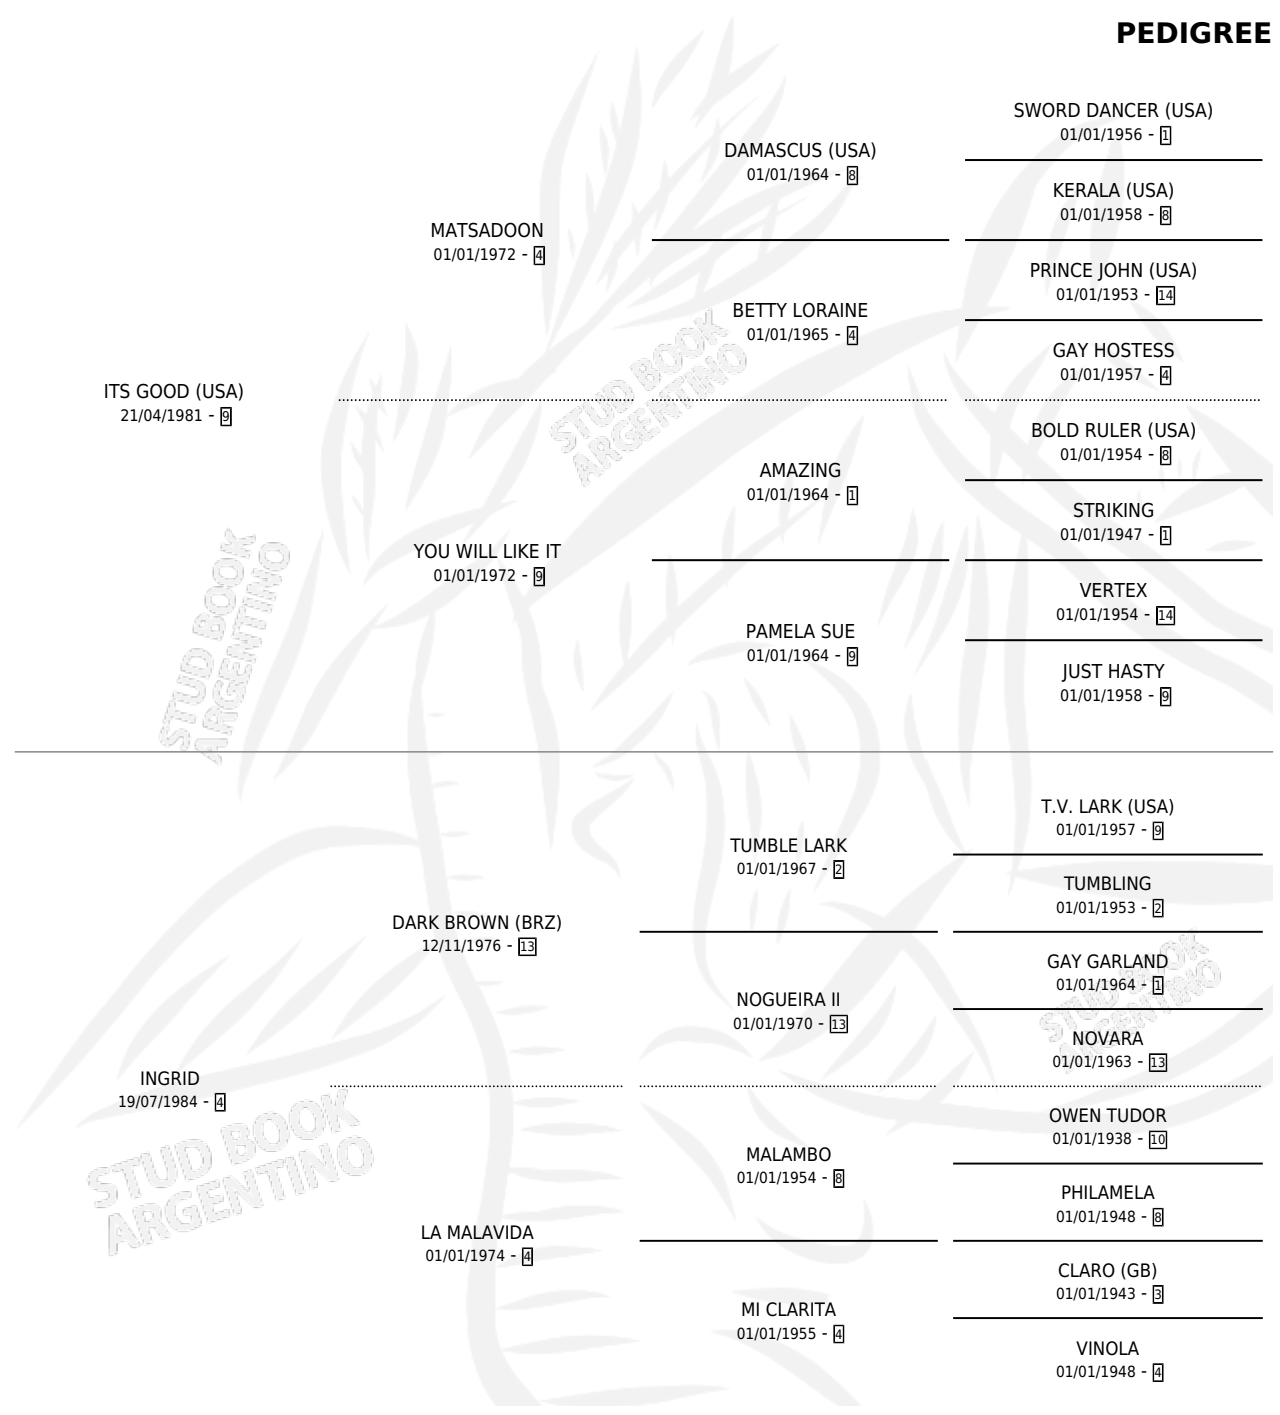 PEDIGREE
SWORD DANCER (USA)
01/01/1956 - 1
DAMASCUS (USA)
01/01/1964 - 8
KERALA (USA)
01/01/1958 - 8
MATSADOON
01/01/1972 - 4
PRINCE JOHN (USA)
01/01/1953 - 14
BETTY LORAINE
01/01/1965 - 4
GAY HOSTESS
01/01/1957 - 4
ITS GOOD (USA)
21/04/1981 - 9
BOLD RULER (USA)
01/01/1954 - 8
AMAZING
01/01/1964 - 1
STRIKING
01/01/1947 - 1
YOU WILL LIKE IT
01/01/1972 - 9
VERTEX
01/01/1954 - 14
PAMELA SUE
01/01/1964 - 9
JUST HASTY
01/01/1958 - 9
T.V. LARK (USA)
01/01/1957 - 9
TUMBLE LARK
01/01/1967 - 2
TUMBLING
01/01/1953 - 2
DARK BROWN (BRZ)
12/11/1976 - 13
GAY GARLAND
01/01/1964 - 1
NOGUEIRA II
01/01/1970 - 13
NOVARA
01/01/1963 - 13
INGRID
19/07/1984 - 4
OWEN TUDOR
01/01/1938 - 10
MALAMBO
01/01/1954 - 8
PHILAMELA
01/01/1948 - 8
LA MALAVIDA
01/01/1974 - 4
CLARO (GB)
01/01/1943 - 3
MI CLARITA
01/01/1955 - 4
VINOLA
01/01/1948 - 4
STUD BOOK
ARGENTINO
STUD BOOK
ARGENTINO
STUD BOOK
ARGENTINO
STUD BOOK
ARGENTINO